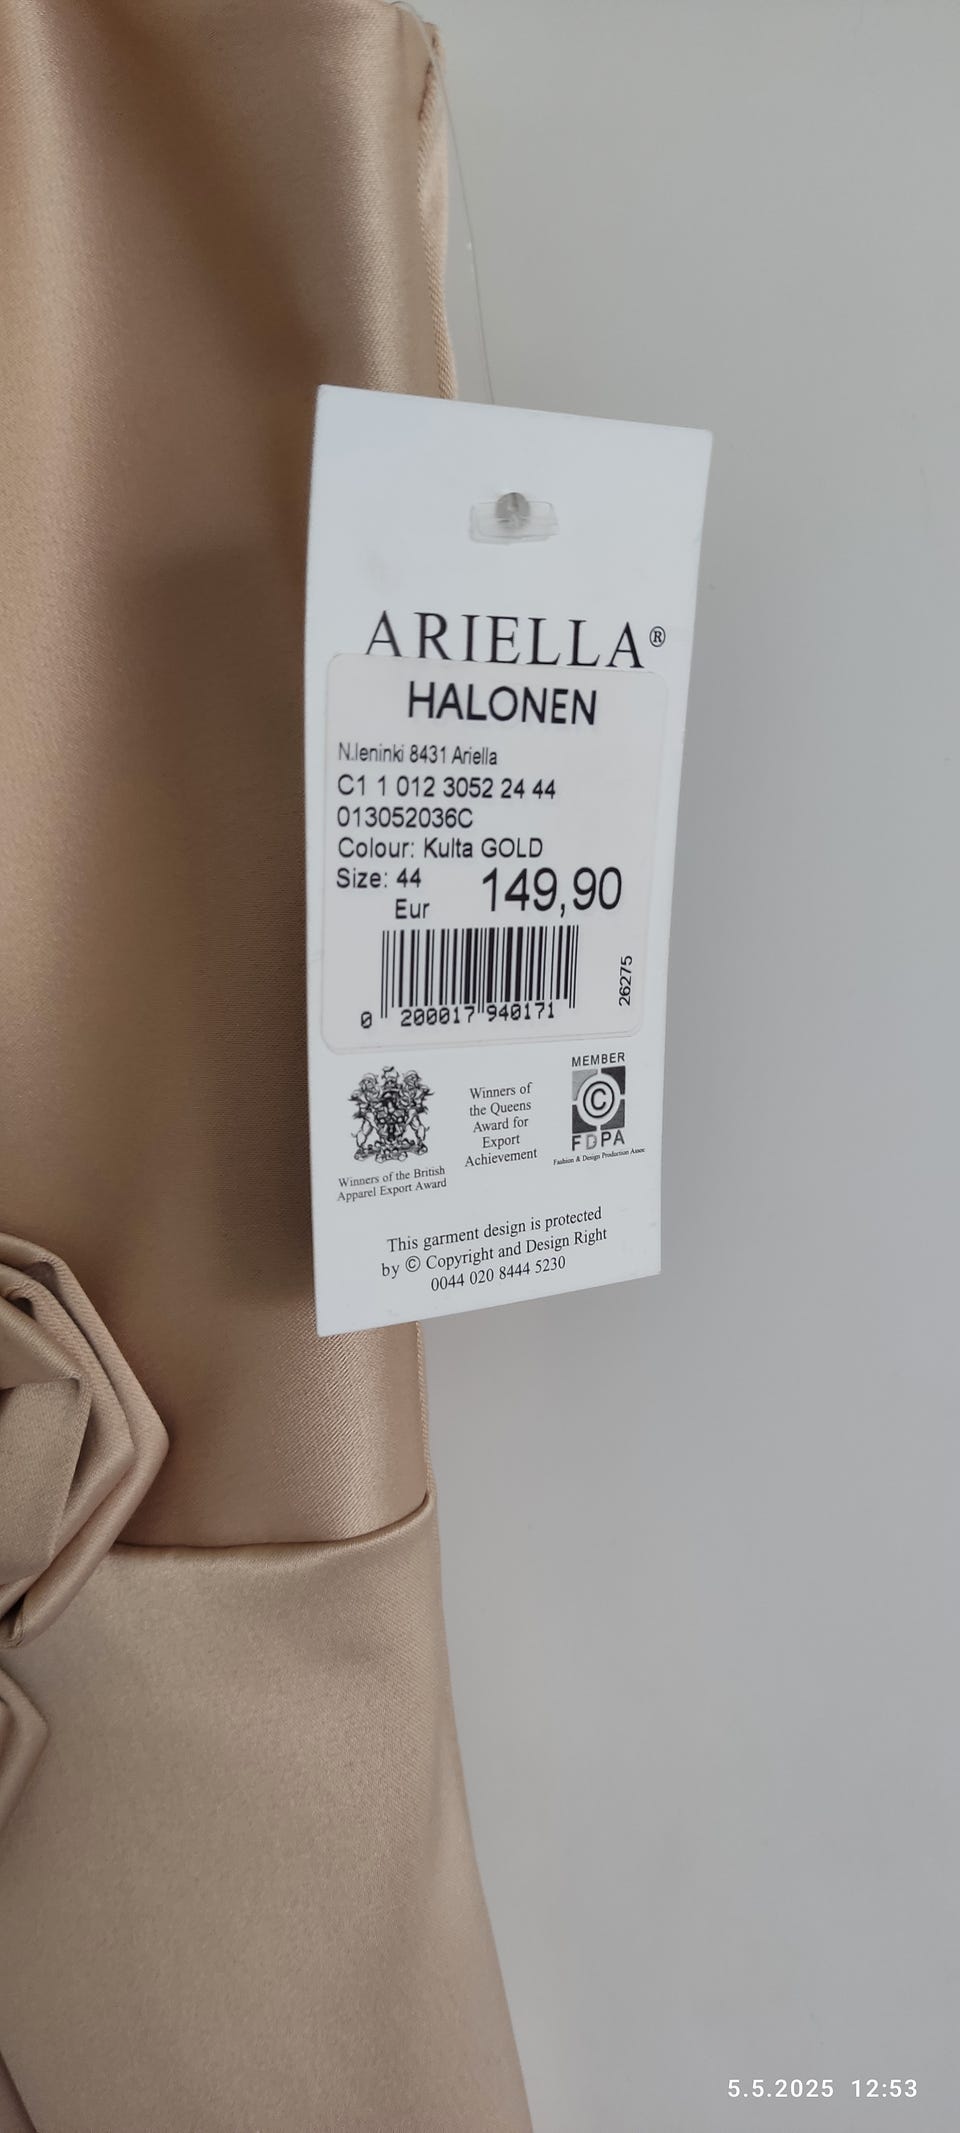 ARIELLA®
HALONEN
N.leninki 8431 Ariella
C1 1 012 3052 24 44
013052036C
Colour: Kulta GOLD
Size: 44
Eur 149,90
26275
0 200017 940171
Winners of the British
Apparel Export Award
Winners of
the Queens
Award for
Export
Achievement
MEMBER
©
FDPA
Fashion & Design Production Assoc
This garment design is protected
by © Copyright and Design Right
0044 020 8444 5230
5.5.2025 12:53